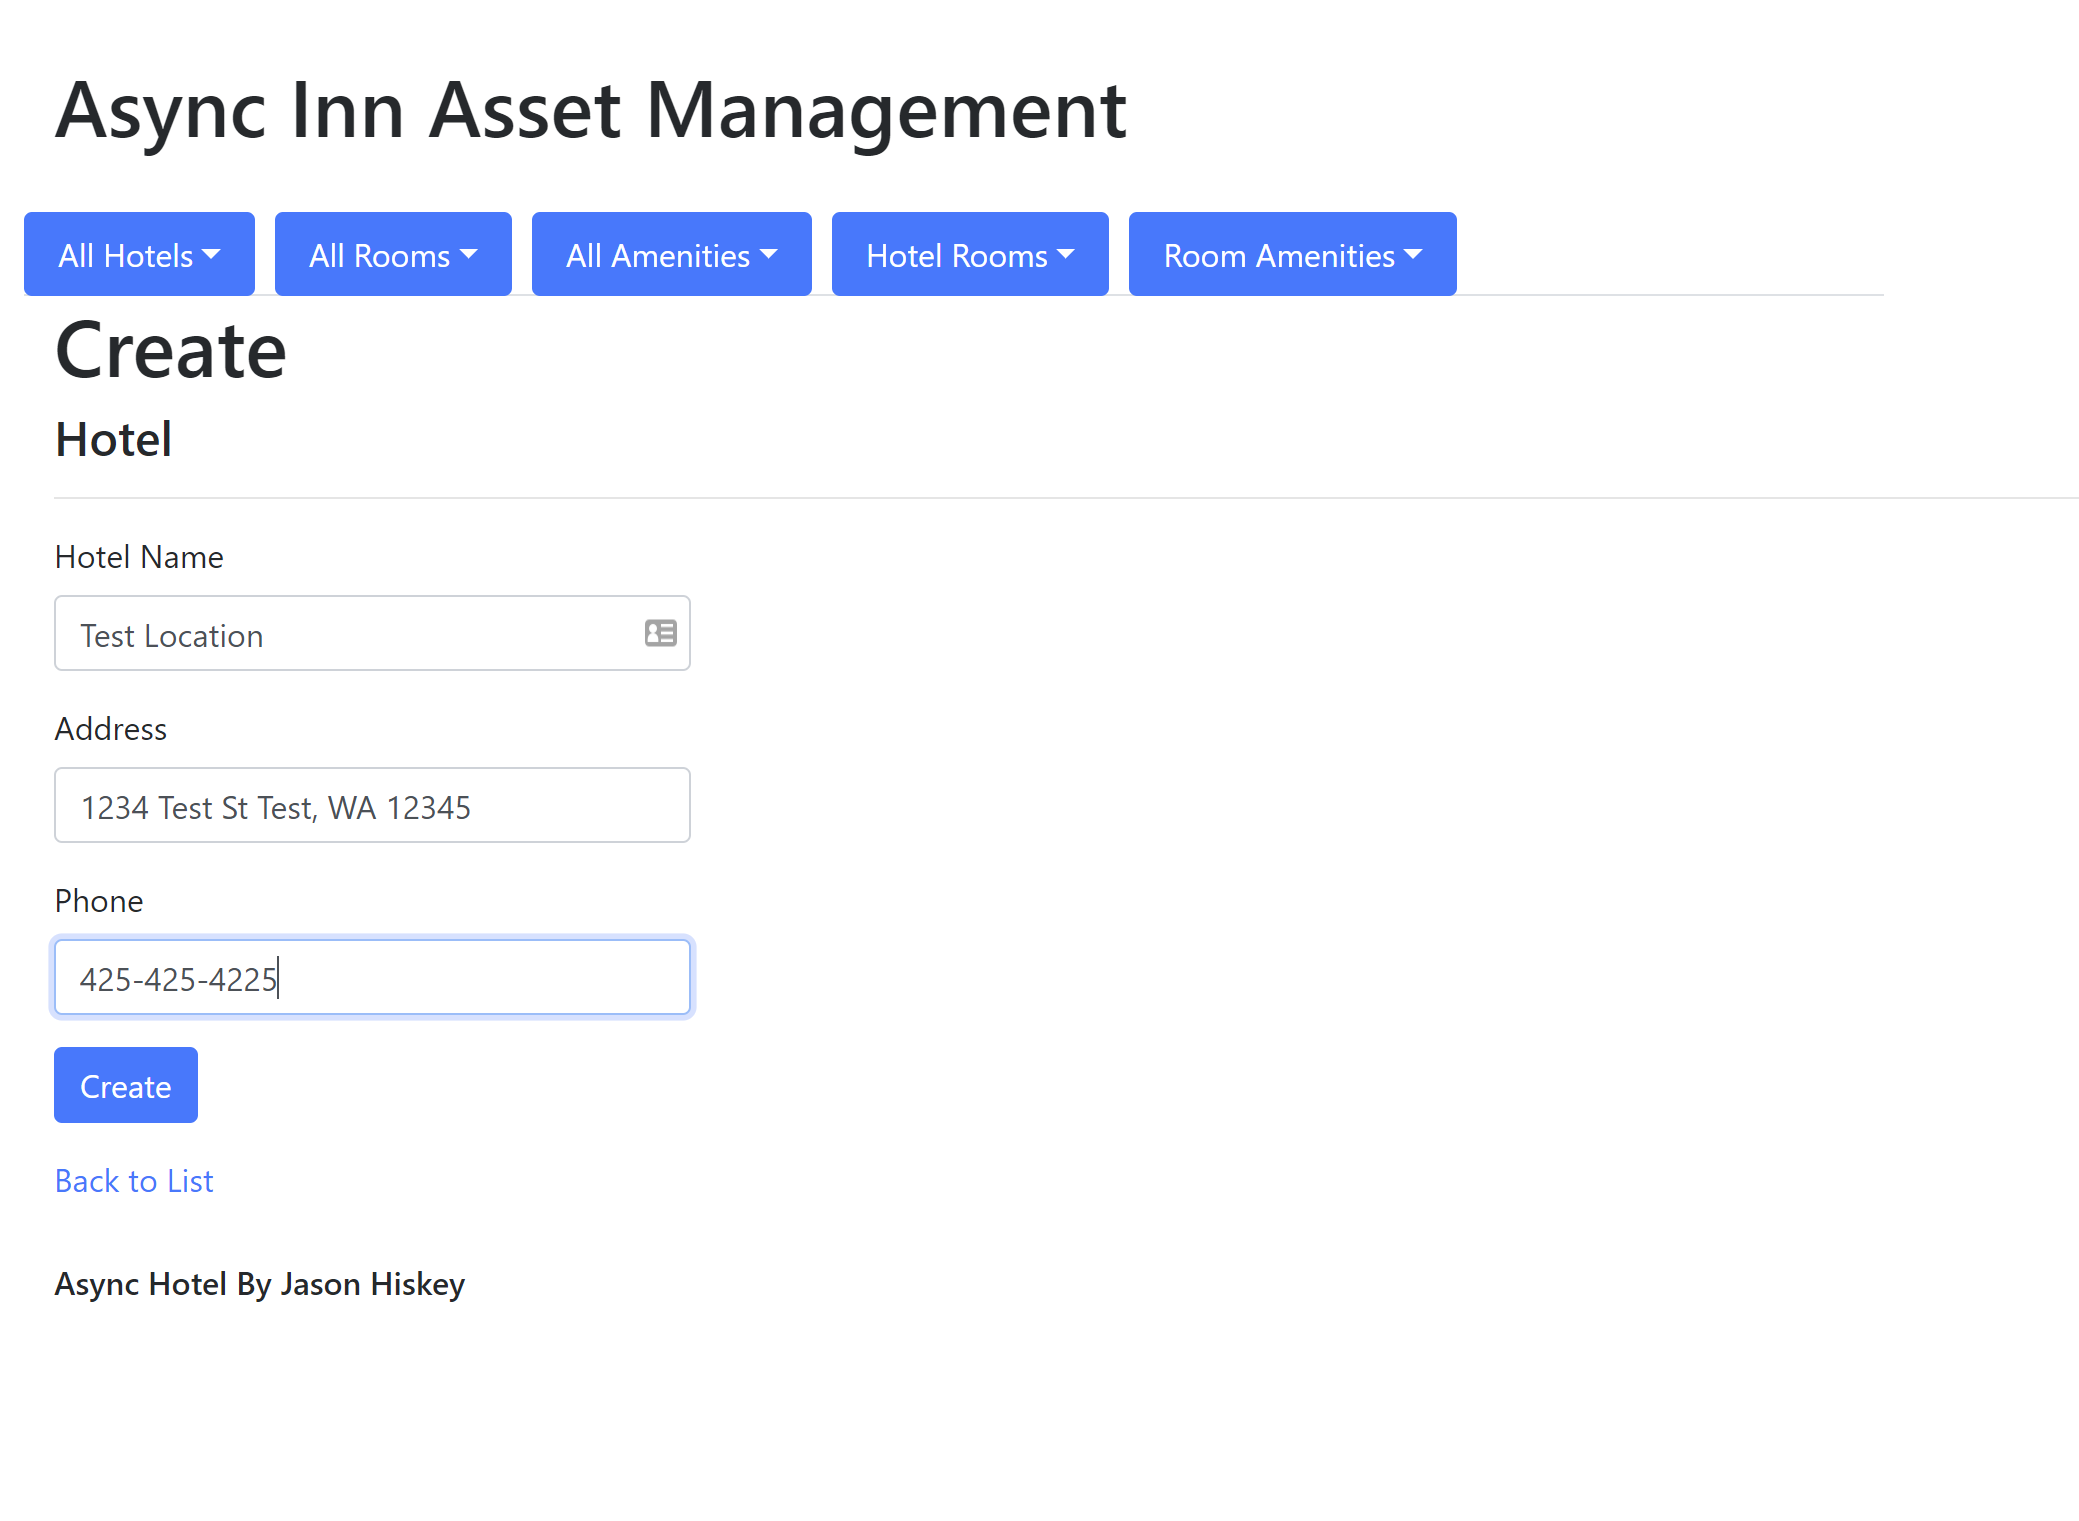 Async Inn Asset Management
All Hotels All Rooms All Amenities Hotel Rooms Room Amenities
Create
Hotel
Hotel Name
Test Location
Address
1234 Test St Test, WA 12345
Phone
425-425-4225
Create
Back to List
Async Hotel By Jason Hiskey